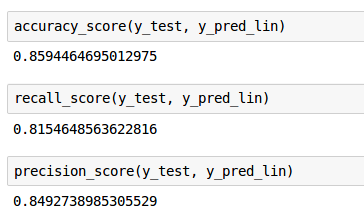 accuracy_score(y_test, y_pred_lin)
0.8594464695012975
recall_score(y_test, y_pred_lin)
0.8154648563622816
precision_score(y_test, y_pred_lin)
0.8492738985305529